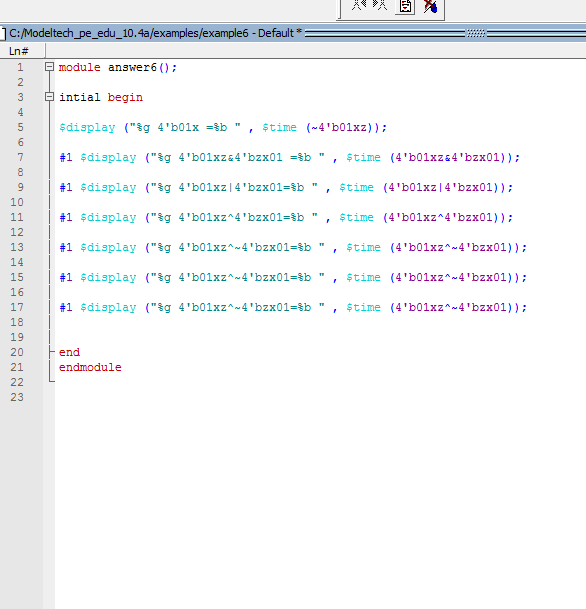 C:/Modeltech_pe_edu_10.4a/examples/example6 - Default *
Ln#
1 module answer6();
2
3 intial begin
4
5 $display ("%g 4'b01x =%b " , $time (~4'b01xz));
6
7 #1 $display ("%g 4'b01xz&4'bzx01 =%b " , $time (4'b01xz&4'bzx01));
8
9 #1 $display ("%g 4'b01xz|4'bzx01=%b " , $time (4'b01xz|4'bzx01));
10
11 #1 $display ("%g 4'b01xz^4'bzx01=%b " , $time (4'b01xz^4'bzx01));
12
13 #1 $display ("%g 4'b01xz^~4'bzx01=%b " , $time (4'b01xz^~4'bzx01));
14
15 #1 $display ("%g 4'b01xz^~4'bzx01=%b " , $time (4'b01xz^~4'bzx01));
16
17 #1 $display ("%g 4'b01xz^~4'bzx01=%b " , $time (4'b01xz^~4'bzx01));
18
19
20 end
21 endmodule
22
23